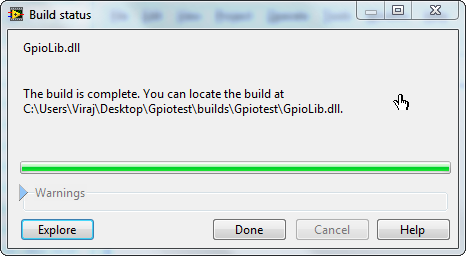 Build status
GpioLib.dll
The build is complete. You can locate the build at
C:\Users\Viraj\Desktop\Gpiotest\builds\Gpiotest\GpioLib.dll.
Warnings
Explore Done Cancel Help